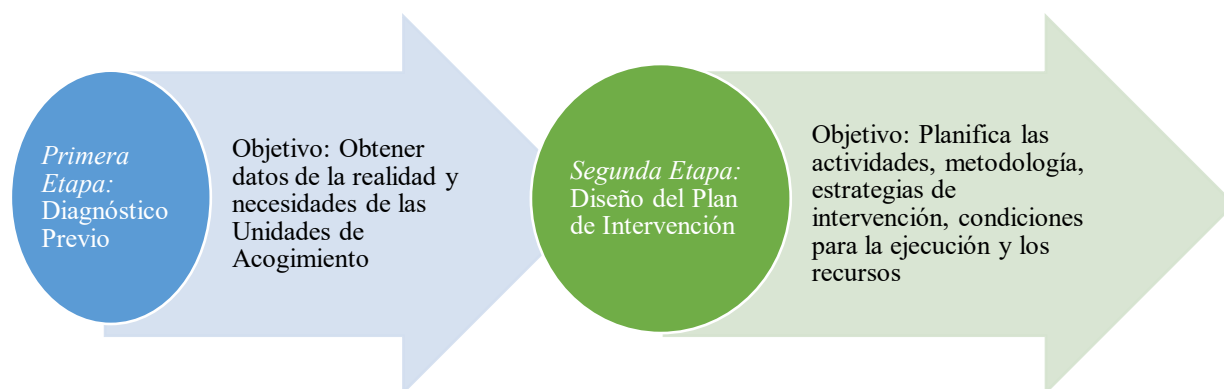 Primera
Etapa:
Diagnóstico
Previo
Objetivo: Obtener
datos de la realidad y
necesidades de las
Unidades de
Acogimiento
Segunda Etapa:
Diseño del Plan
de Intervención
Objetivo: Planifica las
actividades, metodología,
estrategias de
intervención, condiciones
para la ejecución y los
recursos